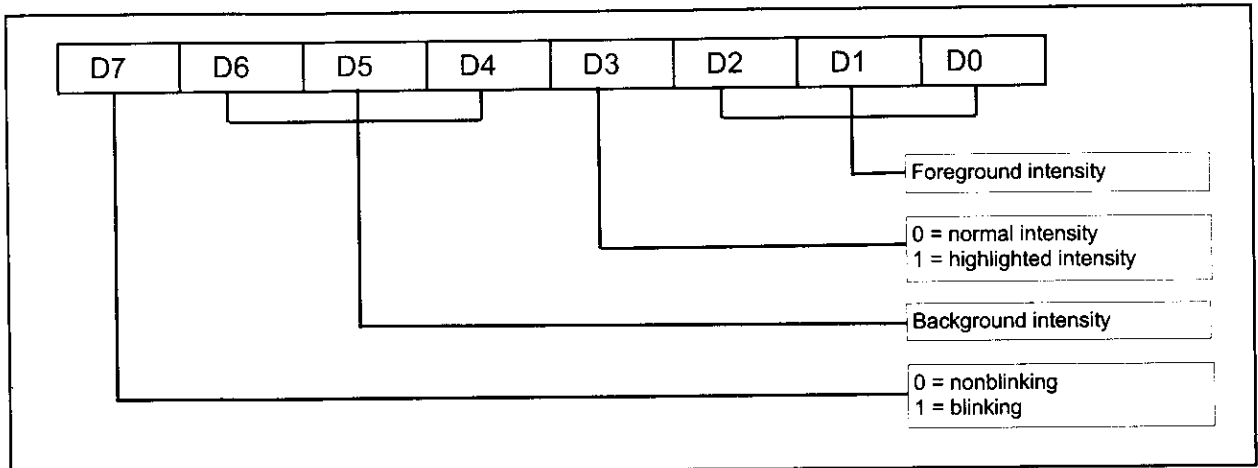 D7 D6 D5 D4 D3 D2 D1 D0
Foreground intensity
0 = normal intensity
1 = highlighted intensity
Background intensity
0 = nonblinking
1 = blinking